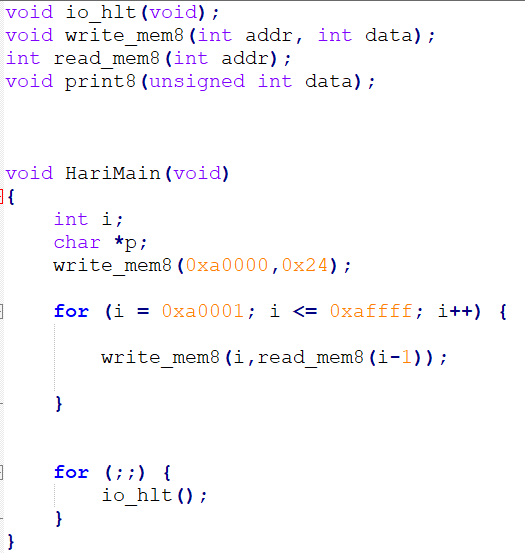 void io_hlt(void);
void write_mem8(int addr, int data);
int read_mem8(int addr);
void print8(unsigned int data);
void HariMain(void)
{
    int i;
    char *p;
    write_mem8(0xa0000,0x24);
    for (i = 0xa0001; i <= 0xaffff; i++) {
        write_mem8(i,read_mem8(i-1));
    }
    for (;;) {
        io_hlt();
    }
}